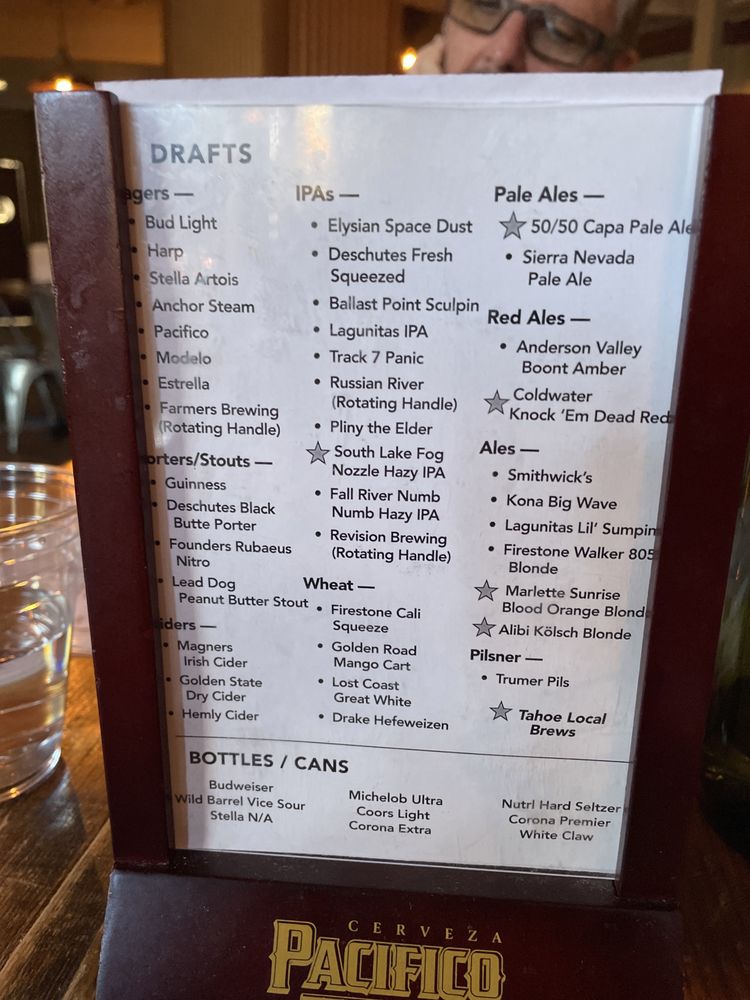 DRAFTS
agers —
• Bud Light
• Harp
• Stella Artois
• Anchor Steam
• Pacifico
• Modelo
• Estrella
• Farmers Brewing
(Rotating Handle)
orters/Stouts —
• Guinness
• Deschutes Black
Butte Porter
• Founders Rubaeus
Nitro
• Lead Dog
Peanut Butter Stout
iders —
• Magners
Irish Cider
• Golden State
Dry Cider
• Hemly Cider
IPAs —
• Elysian Space Dust
• Deschutes Fresh
Squeezed
• Ballast Point Sculpin
• Lagunitas IPA
• Track 7 Panic
• Russian River
(Rotating Handle)
• Pliny the Elder
☆ South Lake Fog
Nozzle Hazy IPA
• Fall River Numb
Numb Hazy IPA
• Revision Brewing
(Rotating Handle)
Wheat —
• Firestone Cali
Squeeze
• Golden Road
Mango Cart
• Lost Coast
Great White
• Drake Hefeweizen
Pale Ales —
☆ 50/50 Capa Pale Ale
• Sierra Nevada
Pale Ale
Red Ales —
• Anderson Valley
Boont Amber
☆ Coldwater
Knock ‘Em Dead Red
Ales —
• Smithwick's
• Kona Big Wave
• Lagunitas Lil’ Sumpin
• Firestone Walker 805
Blonde
☆ Marlette Sunrise
Blood Orange Blonde
☆ Alibi Kölsch Blonde
Pilsner —
• Trumer Pils
☆ Tahoe Local
Brews
BOTTLES / CANS
Budweiser
Wild Barrel Vice Sour
Stella N/A
Michelob Ultra
Coors Light
Corona Extra
Nutrl Hard Seltzer
Corona Premier
White Claw
CERVEZA
PACIFICO